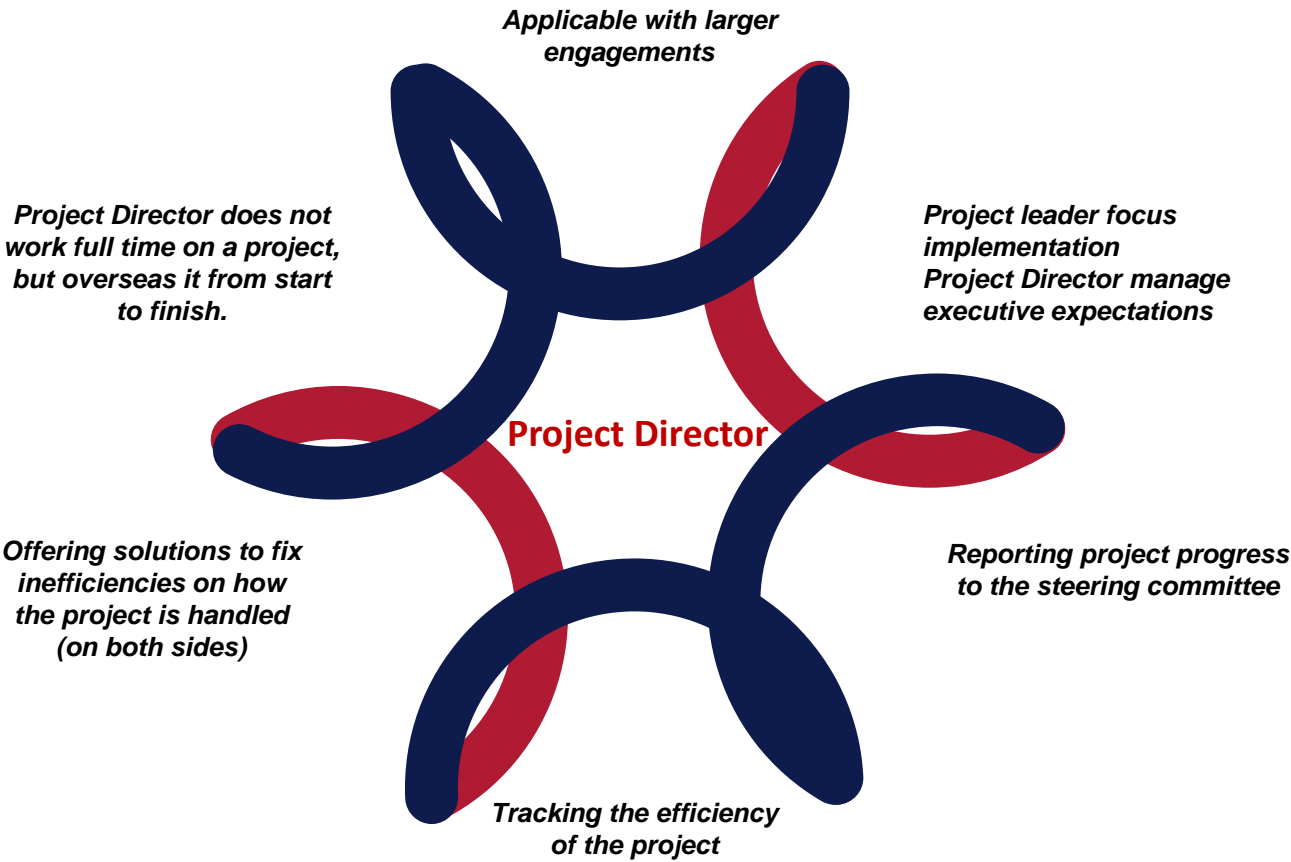 Applicable with larger
engagements
Project Director does not
work full time on a project,
but overseas it from start
to finish.
Project leader focus
implementation
Project Director manage
executive expectations
Project Director
Offering solutions to fix
inefficiencies on how
the project is handled
(on both sides)
Reporting project progress
to the steering committee
Tracking the efficiency
of the project